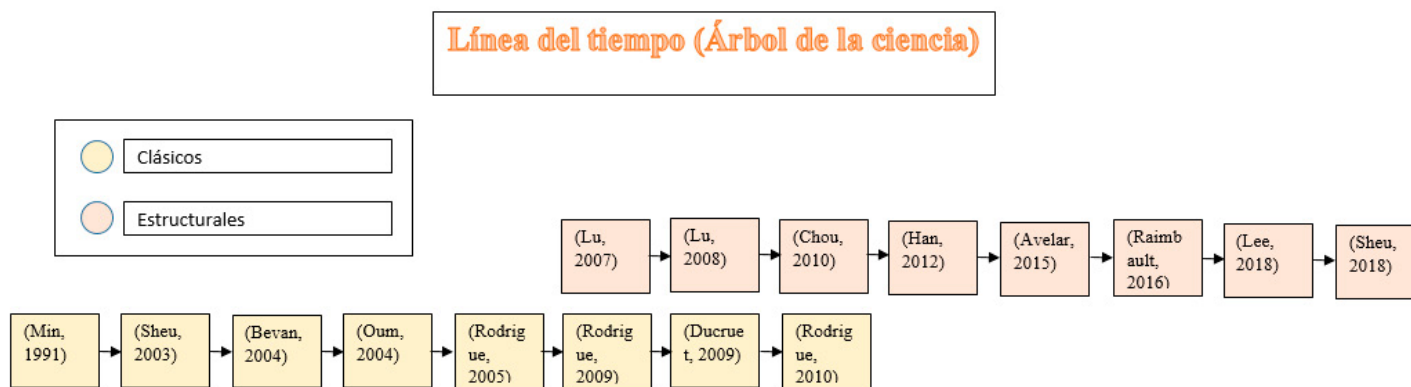 Línea del tiempo (Árbol de la ciencia)
Clásicos
Estructurales
(Lu,
2007)
(Lu,
2008)
(Chou,
2010)
(Han,
2012)
(Avelar,
2015)
(Raimb
ault,
2016)
(Lee,
2018)
(Sheu,
2018)
(Min,
1991)
(Sheu,
2003)
(Bevan,
2004)
(Oum,
2004)
(Rodrig
ue,
2005)
(Rodrig
ue,
2009)
(Ducrue
t, 2009)
(Rodrig
ue,
2010)